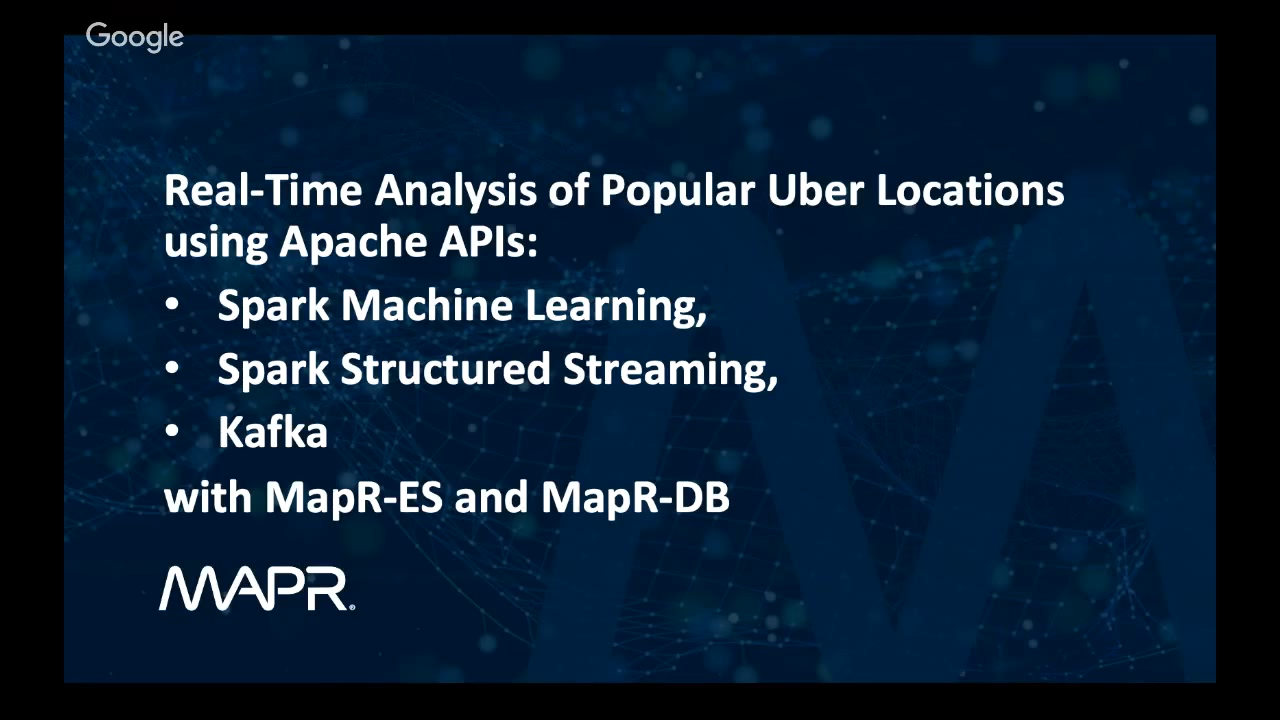 Google
Real-Time Analysis of Popular Uber Locations
using Apache APIs:
• Spark Machine Learning,
• Spark Structured Streaming,
• Kafka
with MapR-ES and MapR-DB
MAPR®